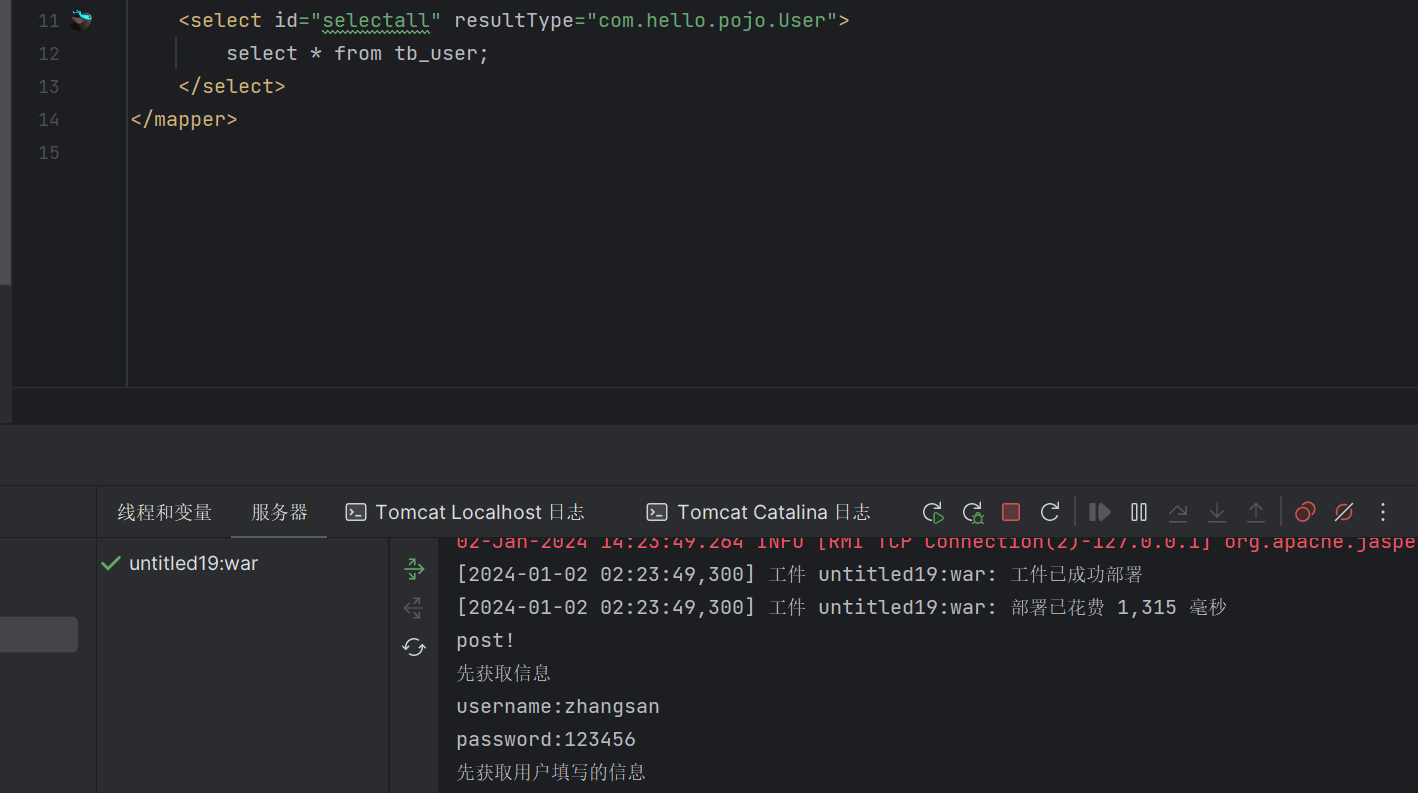 11 <select id="selectall" resultType="com.hello.pojo.User">
12 select * from tb_user;
13 </select>
14 </mapper>
15
线程和变量 服务器 Tomcat Localhost 日志 Tomcat Catalina 日志
untitled19:war
02-Jan-2024 14:23:49.264 INFO [RMI TCP Connection(2)-127.0.0.1] org.apache.jaspe
[2024-01-02 02:23:49,300] 工件 untitled19:war: 工件已成功部署
[2024-01-02 02:23:49,300] 工件 untitled19:war: 部署已花费 1,315 毫秒
post!
先获取信息
username:zhangsan
password:123456
先获取用户填写的信息